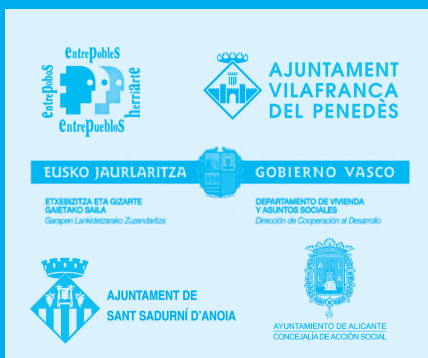 entrePobleS
entrePobos
herriarte
entrePuebloS
AJUNTAMENT
VILAFRANCA
DEL PENEDÈS
EUSKO JAURLARITZA
GOBIERNO VASCO
ETXEBIZITZA ETA GIZARTE
GAIETAKO SAILA
Garapen Lankidetzarako Zuzendaritza
DEPARTAMENTO DE VIVIENDA
Y ASUNTOS SOCIALES
Dirección de Cooperación al Desarrollo
AJUNTAMENT DE
SANT SADURNÍ D'ANOIA
AYUNTAMIENTO DE ALICANTE
CONCEJALÍA DE ACCIÓN SOCIAL